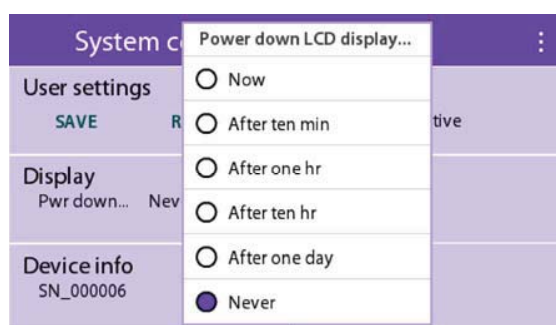 System c
Power down LCD display...
User settings
Now
SAVE R
After ten min
tive
After one hr
Display
Pwr down... Nev
After ten hr
After one day
Device info
SN_000006
Never